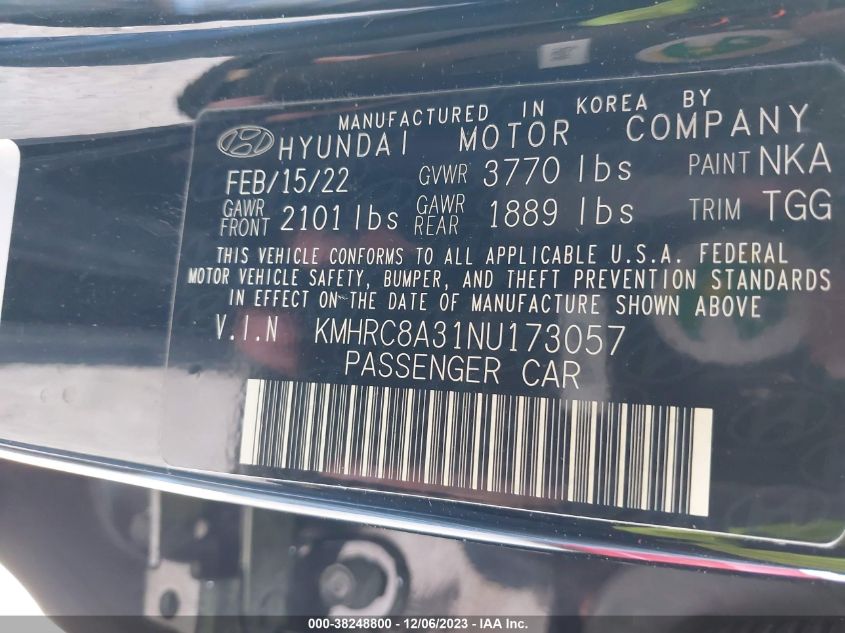 MANUFACTURED IN KOREA BY
HYUNDAI MOTOR COMPANY
FEB/15/22 GVWR 3770 lbs PAINT NKA
GAWR FRONT 2101 lbs GAWR REAR 1889 lbs TRIM TGG
THIS VEHICLE CONFORMS TO ALL APPLICABLE U.S.A. FEDERAL
MOTOR VEHICLE SAFETY, BUMPER, AND THEFT PREVENTION STANDARDS
IN EFFECT ON THE DATE OF MANUFACTURE SHOWN ABOVE
V.I.N KMHRC8A31NU173057
PASSENGER CAR
000-38248800 - 12/06/2023 - IAA Inc.